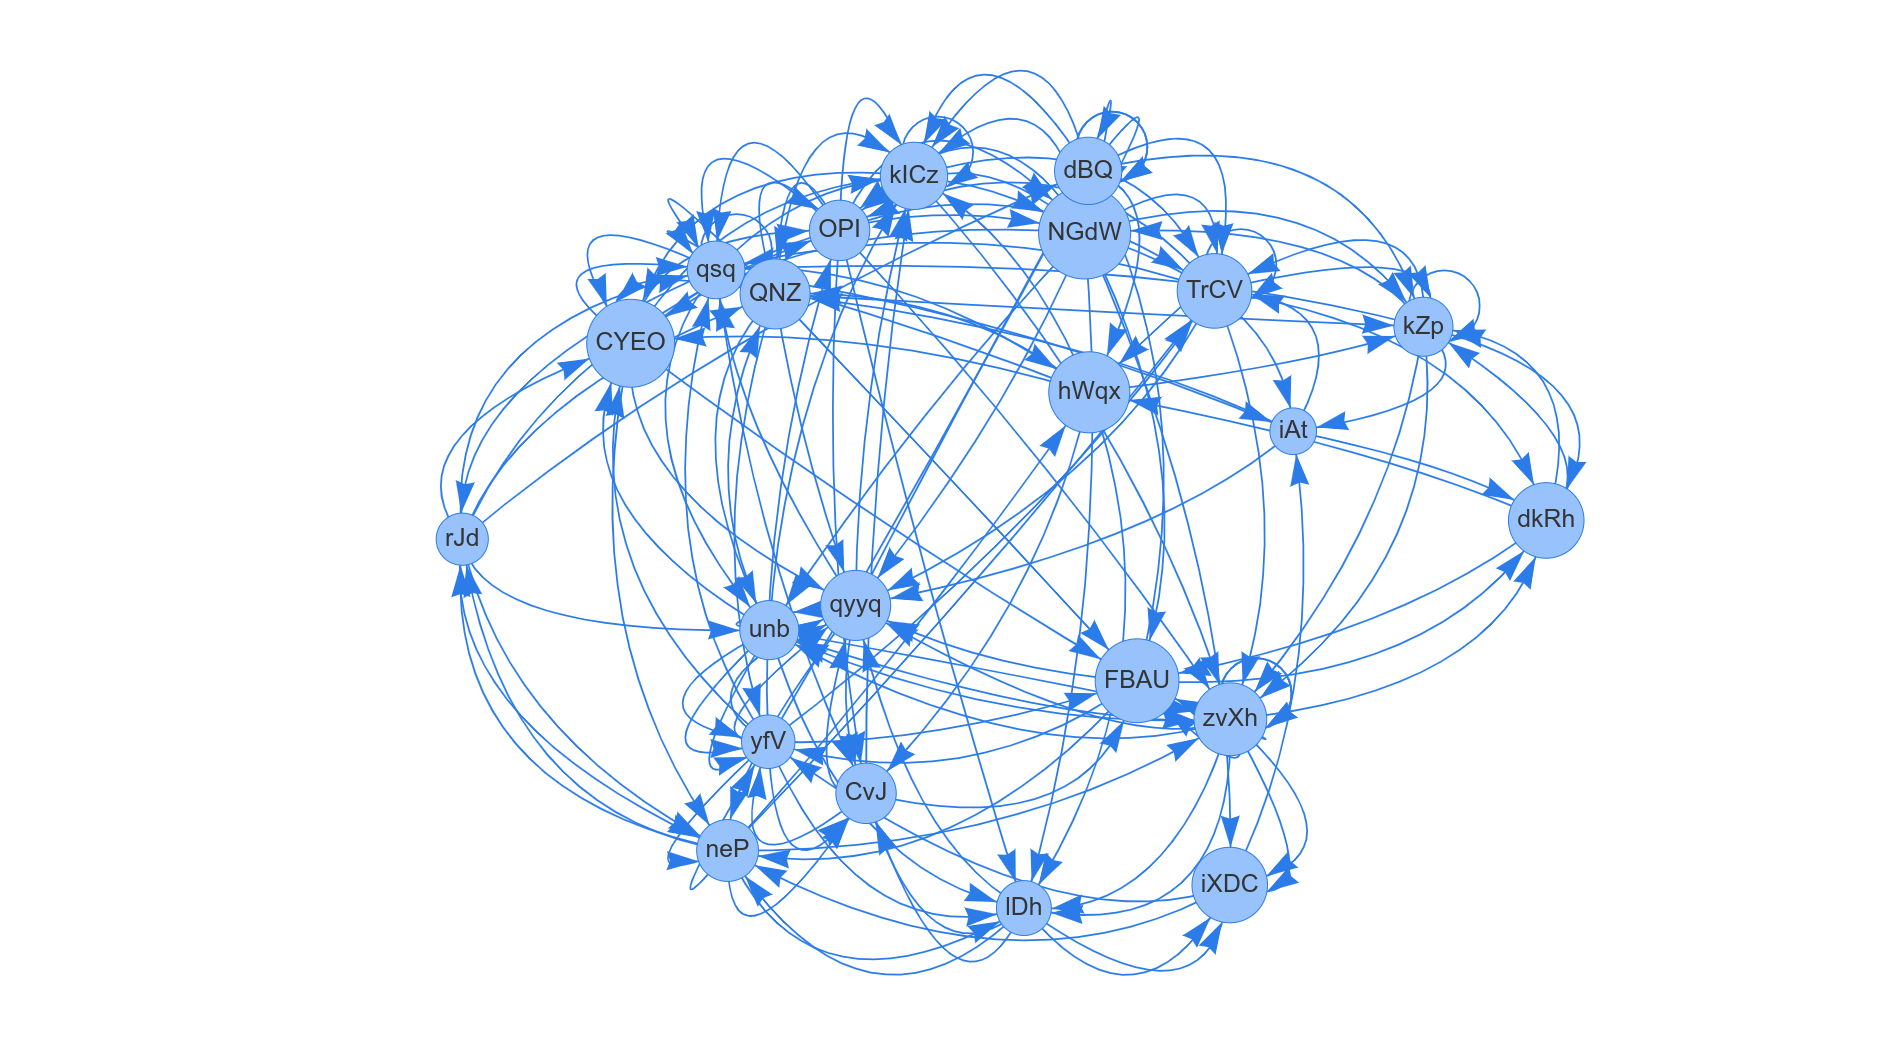 dBQ
kICz
OPI
NGdW
qsq
QNZ
TrCV
kZp
CYEO
hWqx
iAt
dkRh
rJd
qyyq
unb
FBAU
zvXh
yfV
CvJ
neP
iXDC
lDh